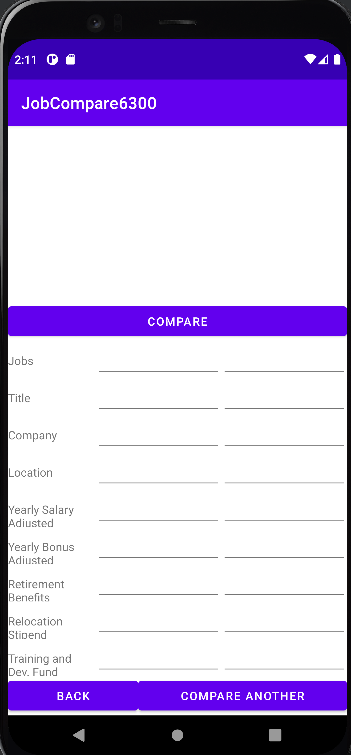 2:11
JobCompare6300
COMPARE
Jobs
Title
Company
Location
Yearly Salary
Adjusted
Yearly Bonus
Adjusted
Retirement
Benefits
Relocation
Stipend
Training and
Dev. Fund
BACK COMPARE ANOTHER